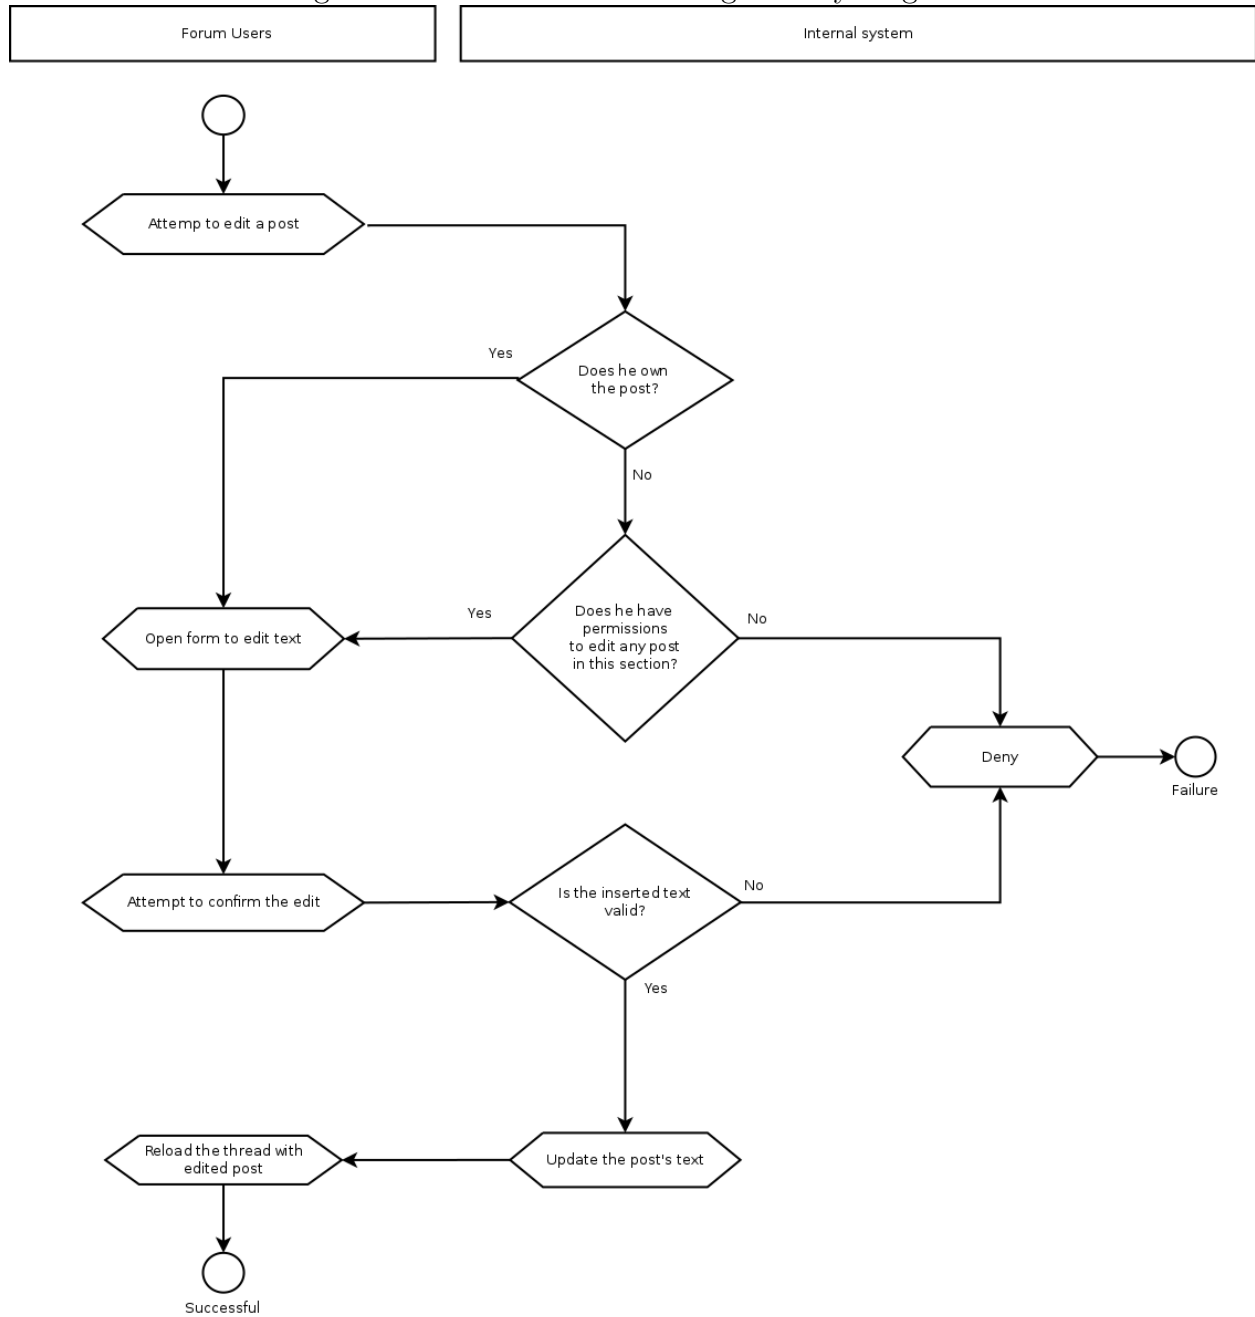 Forum Users
Internal system
Attemp to edit a post
Yes
Does he own
the post?
No
Does he have
permissions
to edit any post
in this section?
Yes
No
Open form to edit text
Deny
Failure
Is the inserted text
valid?
No
Attempt to confirm the edit
Yes
Reload the thread with
edited post
Update the post's text
Successful